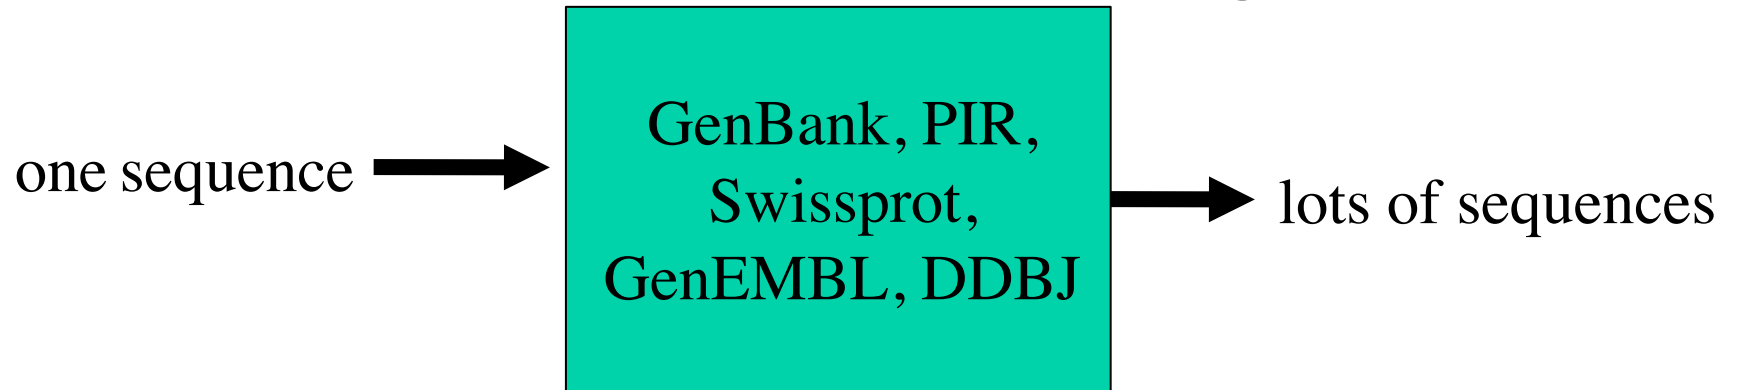 one sequence
GenBank, PIR,
Swissprot,
GenEMBL, DDBJ
lots of sequences